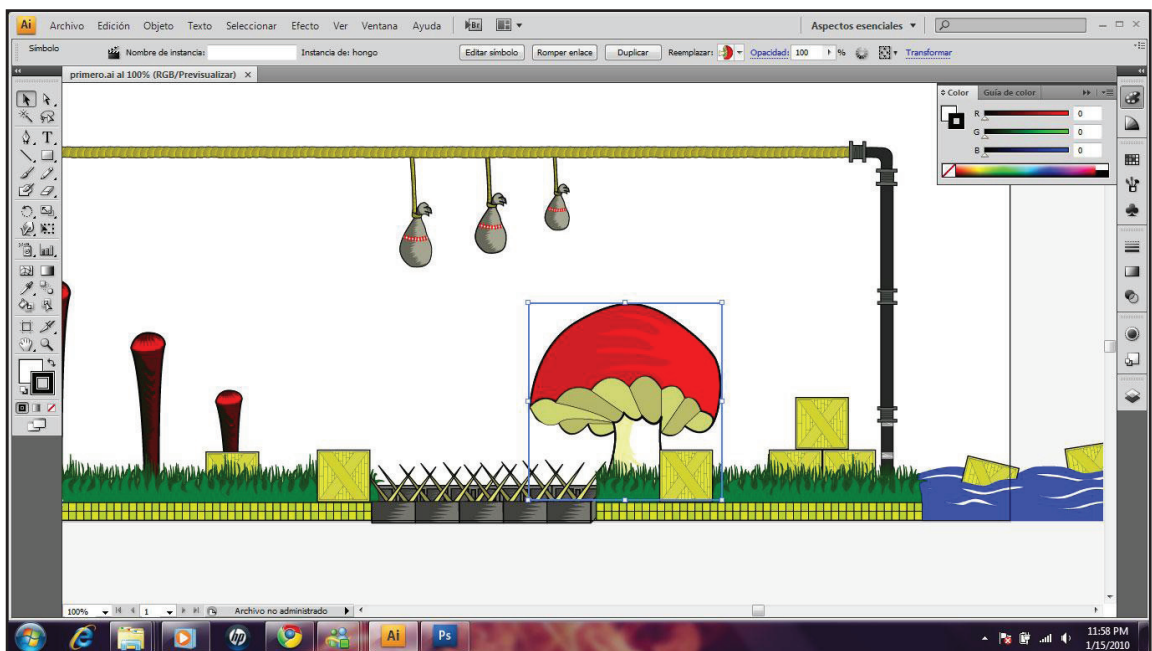 Ai Archivo Edición Objeto Texto Seleccionar Efecto Ver Ventana Ayuda Br Aspectos esenciales
Símbolo Nombre de instancia: Instancia de: hongo Editar símbolo Romper enlace Duplicar Reemplazar: Opacidad: 100 % Transformar
primero.ai al 100% (RGB/Previsualizar) ×
Color Guía de color
R 0
G 0
B 0
T
100% 1 Archivo no administrado
hp Ai Ps 11:58 PM
1/15/2010